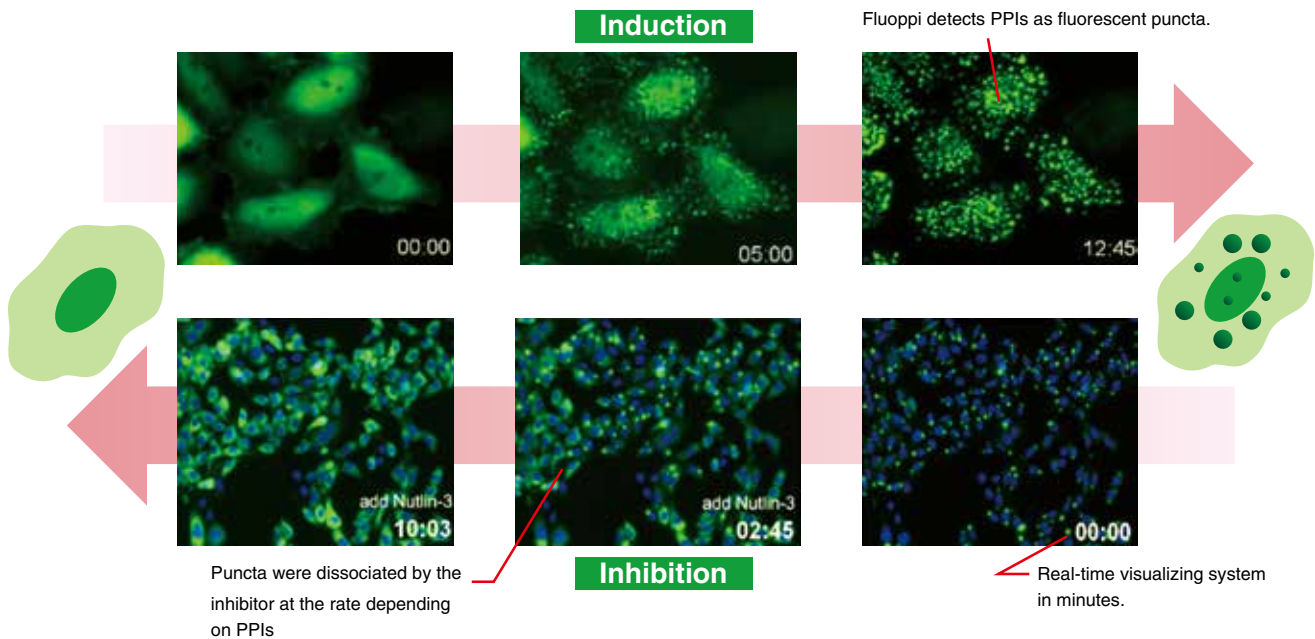 Induction
Fluoppi detects PPIs as fluorescent puncta.
00:00
05:00
12:45
add Nutlin-3
10:03
add Nutlin-3
02:45
00:00
Puncta were dissociated by the
inhibitor at the rate depending
on PPIs
Inhibition
Real-time visualizing system
in minutes.